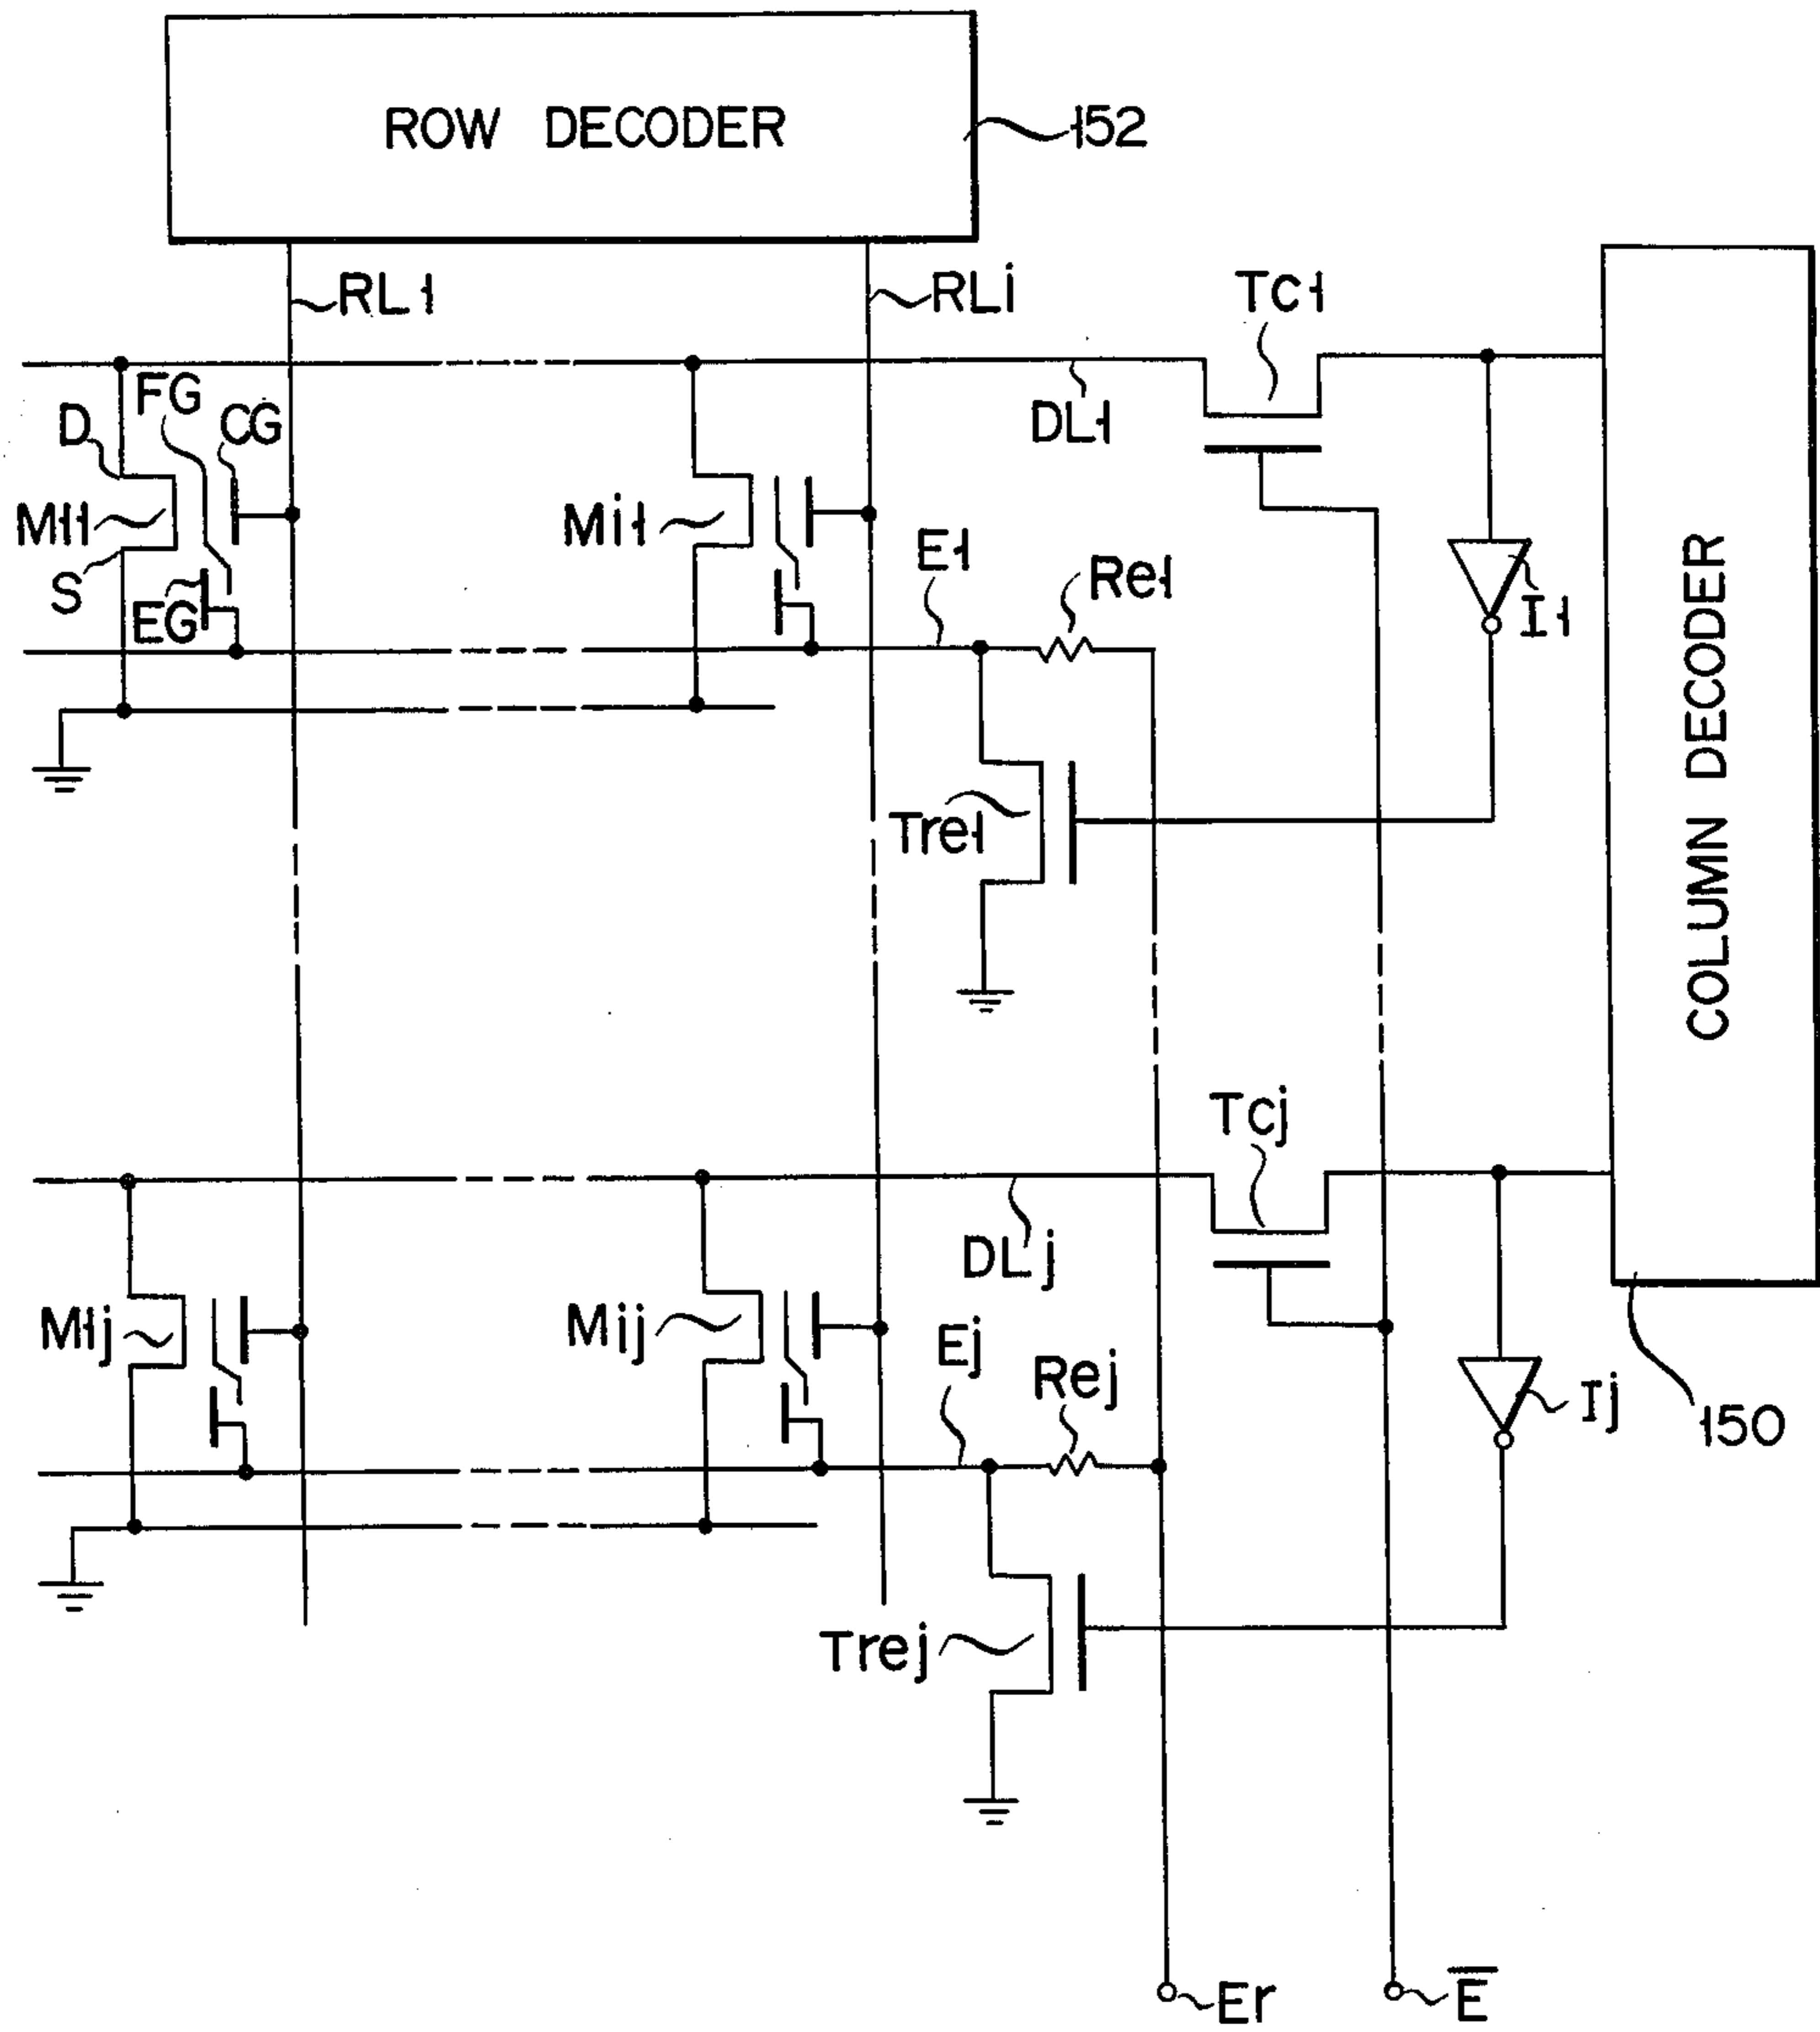 ROW DECODER
152
RL1
RLi
Tc1
FG
D
CG
DL1
M11
Mi1
E1
Re1
S
EG
I1
COLUMN DECODER
Tre1
Tcj
DLj
M1j
Mij
Ej
Rej
Ij
150
Trej
Er
E̅